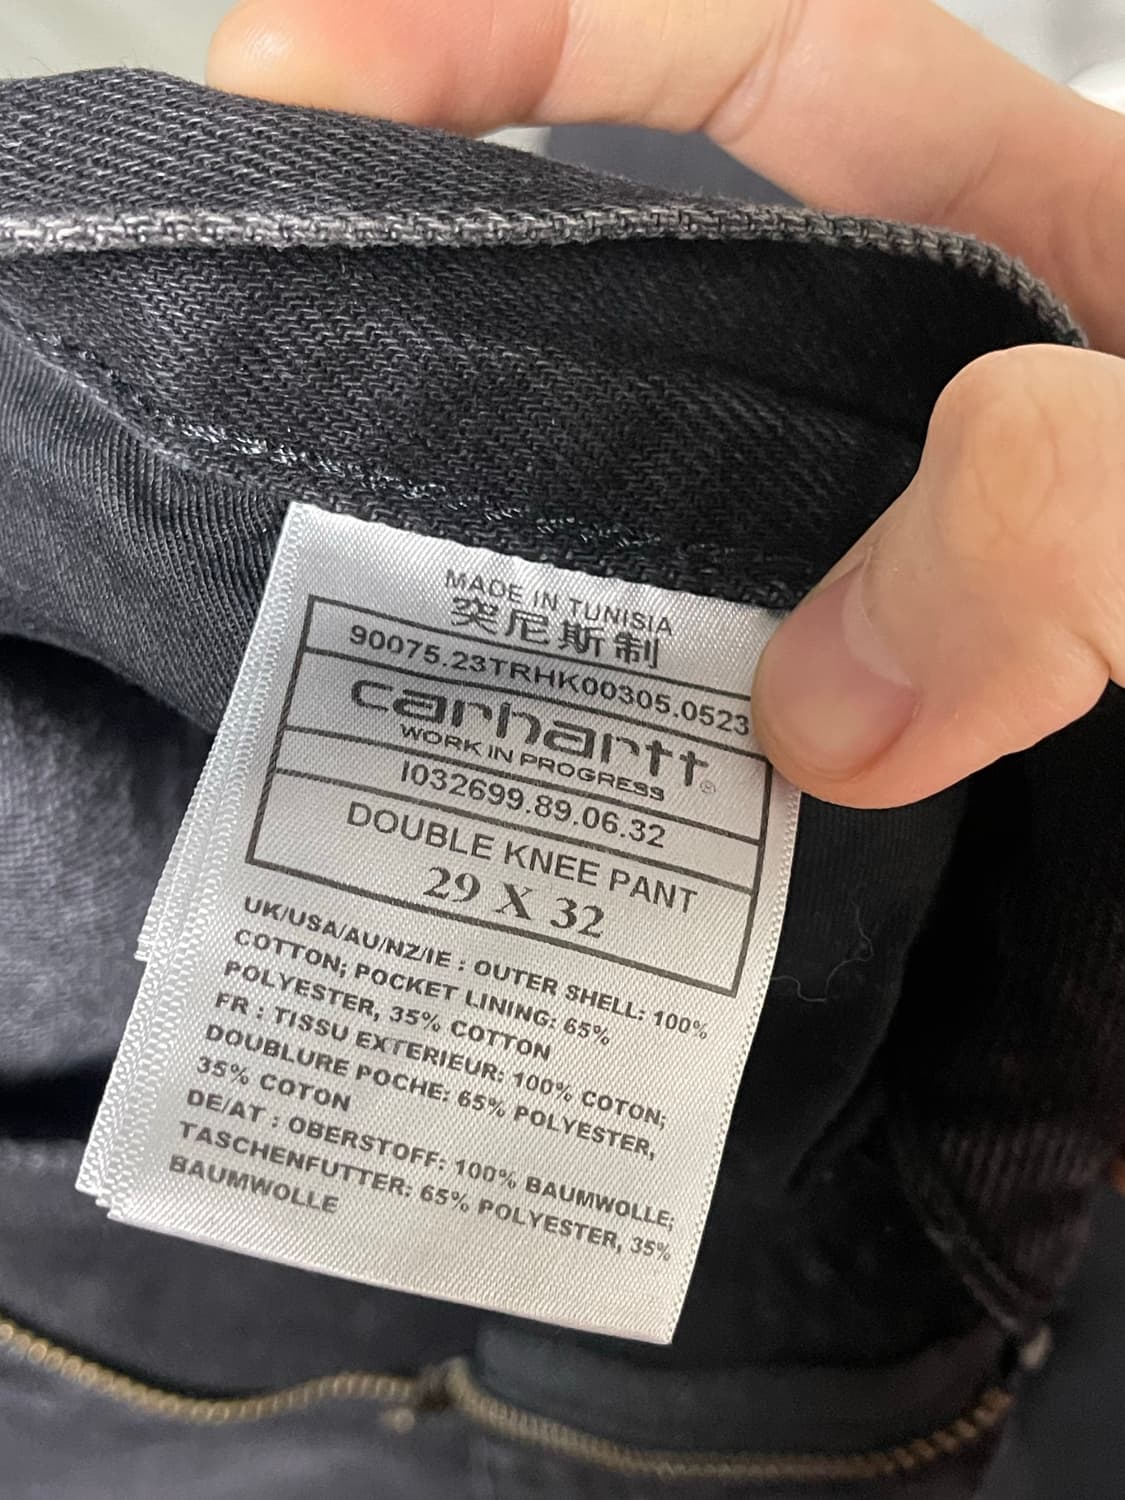 MADE IN TUNISIA
突尼斯制
90075.23TRHK00305.0523
carhartt®
WORK IN PROGRESS
I032699.89.06.32
DOUBLE KNEE PANT
29 X 32
UK/USA/AU/NZ/IE : OUTER SHELL: 100%
COTTON; POCKET LINING: 65%
POLYESTER, 35% COTTON
FR : TISSU EXTERIEUR: 100% COTON;
DOUBLURE POCHE: 65% POLYESTER,
35% COTON
DE/AT : OBERSTOFF: 100% BAUMWOLLE;
TASCHENFUTTER: 65% POLYESTER, 35%
BAUMWOLLE